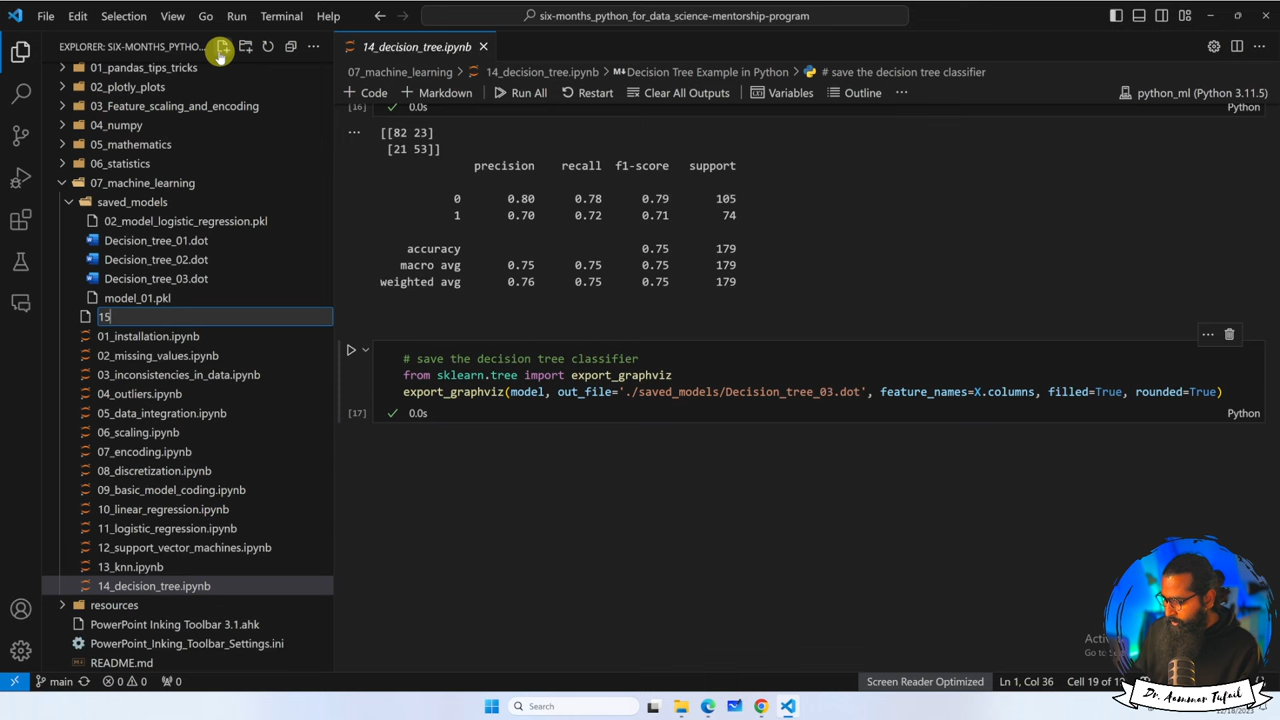 File Edit Selection View Go Run Terminal Help
six-months_python_for_data_science-mentorship-program
EXPLORER: SIX-MONTHS_PYTHO...
01_pandas_tips_tricks
02_plotly_plots
03_Feature_scaling_and_encoding
04_numpy
05_mathematics
06_statistics
07_machine_learning
saved_models
02_model_logistic_regression.pkl
Decision_tree_01.dot
Decision_tree_02.dot
Decision_tree_03.dot
model_01.pkl
15
01_installation.ipynb
02_missing_values.ipynb
03_inconsistencies_in_data.ipynb
04_outliers.ipynb
05_data_integration.ipynb
06_scaling.ipynb
07_encoding.ipynb
08_discretization.ipynb
09_basic_model_coding.ipynb
10_linear_regression.ipynb
11_logistic_regression.ipynb
12_support_vector_machines.ipynb
13_knn.ipynb
14_decision_tree.ipynb
resources
PowerPoint Inking Toolbar 3.1.ahk
PowerPoint_Inking_Toolbar_Settings.ini
README.md
14_decision_tree.ipynb
07_machine_learning > 14_decision_tree.ipynb > Decision Tree Example in Python > # save the decision tree classifier
+ Code + Markdown Run All Restart Clear All Outputs Variables Outline ... python_ml (Python 3.11.5)
[16] 0.0s Python
[[82 23]
[21 53]]
precision recall f1-score support
0 0.80 0.78 0.79 105
1 0.70 0.72 0.71 74
accuracy 0.75 179
macro avg 0.75 0.75 0.75 179
weighted avg 0.76 0.75 0.75 179
# save the decision tree classifier
from sklearn.tree import export_graphviz
export_graphviz(model, out_file='./saved_models/Decision_tree_03.dot', feature_names=X.columns, filled=True, rounded=True)
[17] 0.0s Python
Dr. Aammar Tufail
main 0 0 0 Screen Reader Optimized Ln 1, Col 36 Cell 19 of
Search